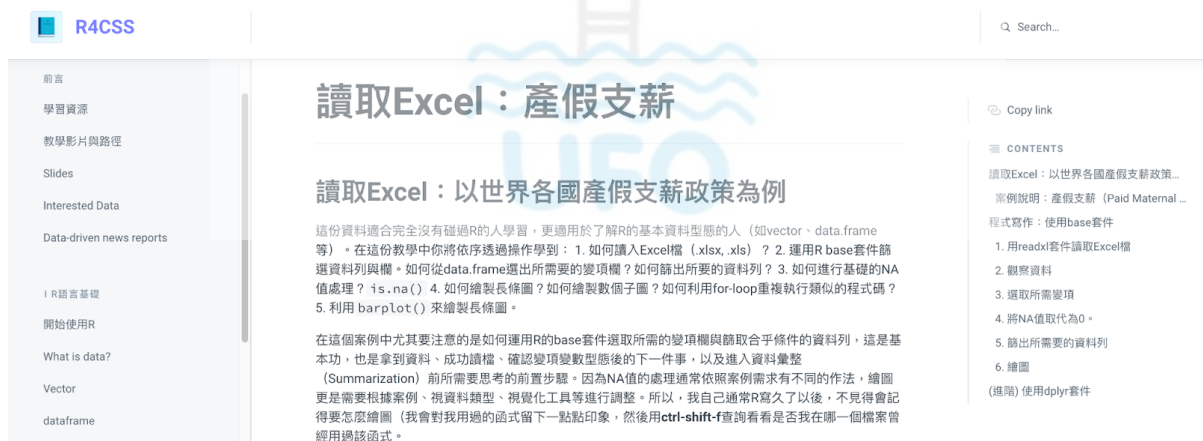 R4CSS
Search...
前言
學習資源
教學影片與路徑
Slides
Interested Data
Data-driven news reports
I R語言基礎
開始使用R
What is data?
Vector
dataframe
讀取Excel：產假支薪
UFO
讀取Excel：以世界各國產假支薪政策為例
這份資料適合完全沒有碰過R的人學習，更適用於了解R的基本資料型態的人（如vector、data.frame
等）。在這份教學中你將依序透過操作學到： 1. 如何讀入Excel檔（.xlsx, .xls）？ 2. 運用R base套件篩
選資料列與欄。如何從data.frame選出所需要的變項欄？如何篩出所要的資料列？ 3. 如何進行基礎的NA
值處理？ is.na() 4. 如何繪製長條圖？如何繪製數個子圖？如何利用for-loop重複執行類似的程式碼？
5. 利用 barplot() 來繪製長條圖。
在這個案例中尤其要注意的是如何運用R的base套件選取所需的變項欄與篩取合乎條件的資料列，這是基
本功，也是拿到資料、成功讀檔、確認變項變數型態後的下一件事，以及進入資料彙整
（Summarization）前所需要思考的前置步驟。因為NA值的處理通常依照案例需求有不同的作法，繪圖
更是需要根據案例、視資料類型、視覺化工具等進行調整。所以，我自己通常R寫久了以後，不見得會記
得要怎麼繪圖（我會對我用過的函式留下一點點印象，然後用ctrl-shift-f查詢看看是否我在哪一個檔案曾
經用過該函式。
Copy link
CONTENTS
讀取Excel：以世界各國產假支薪政策...
案例說明：產假支薪（Paid Maternal ...
程式寫作：使用base套件
1. 用readxl套件讀取Excel檔
2. 觀察資料
3. 選取所需變項
4. 將NA值取代為0。
5. 篩出所需要的資料列
6. 繪圖
(進階) 使用dplyr套件